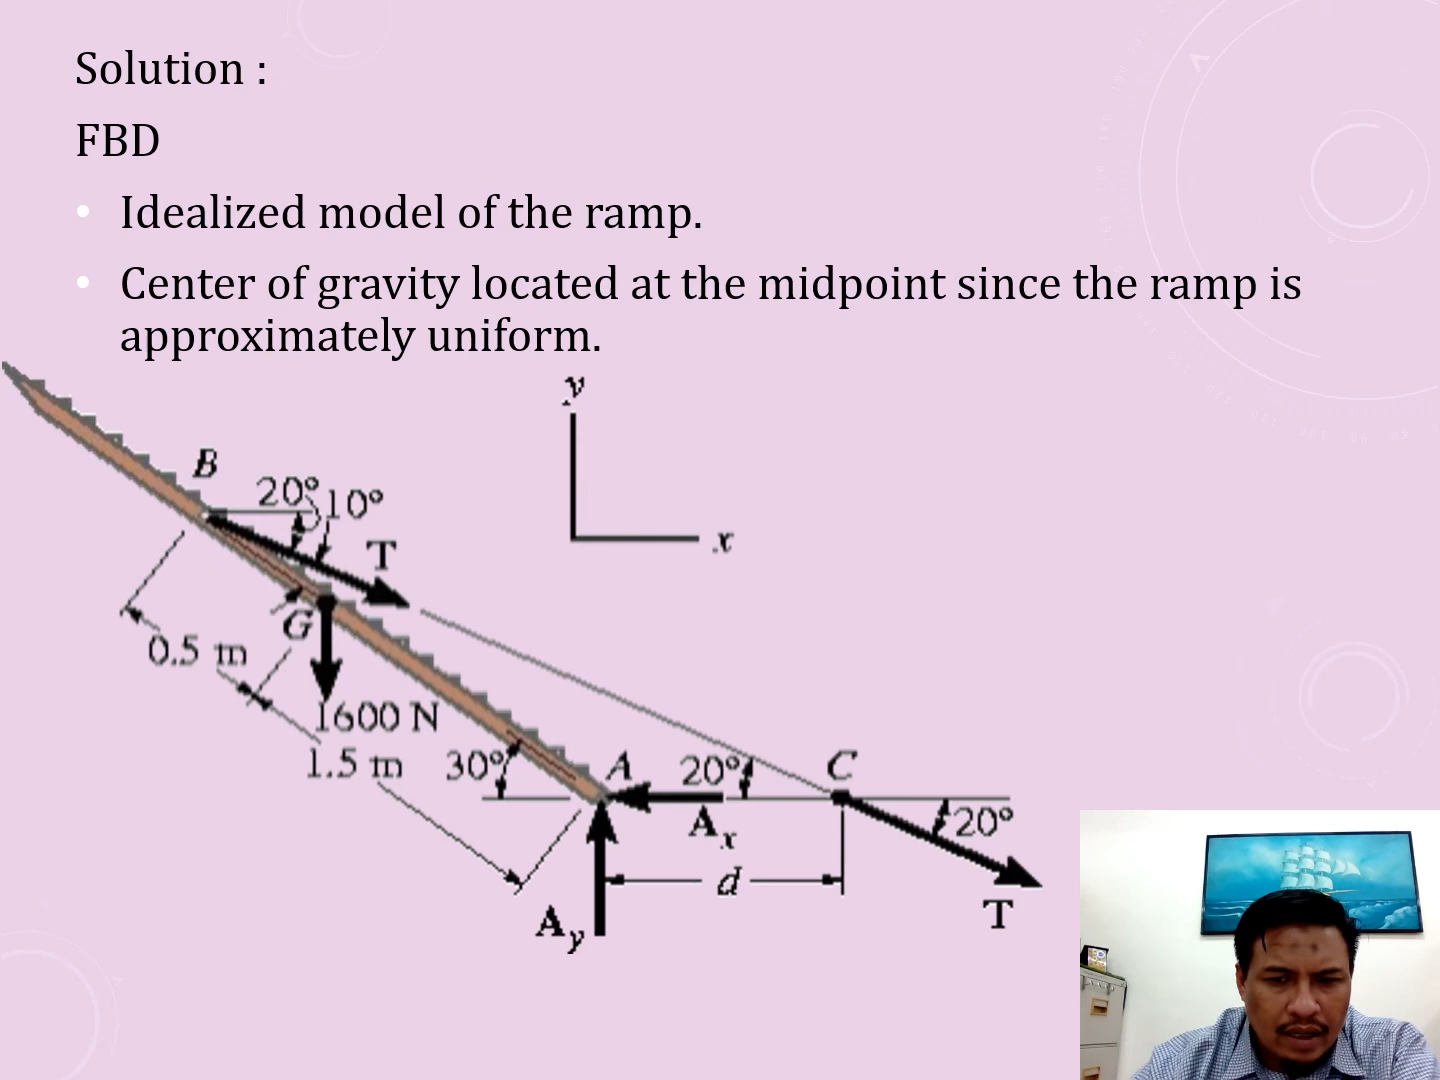 Solution :
FBD
• Idealized model of the ramp.
• Center of gravity located at the midpoint since the ramp is
approximately uniform.
y
B
20°
10°
x
T
G
0.5 m
1600 N
1.5 m
30°
A
20°
C
Ax
20°
d
T
Ay